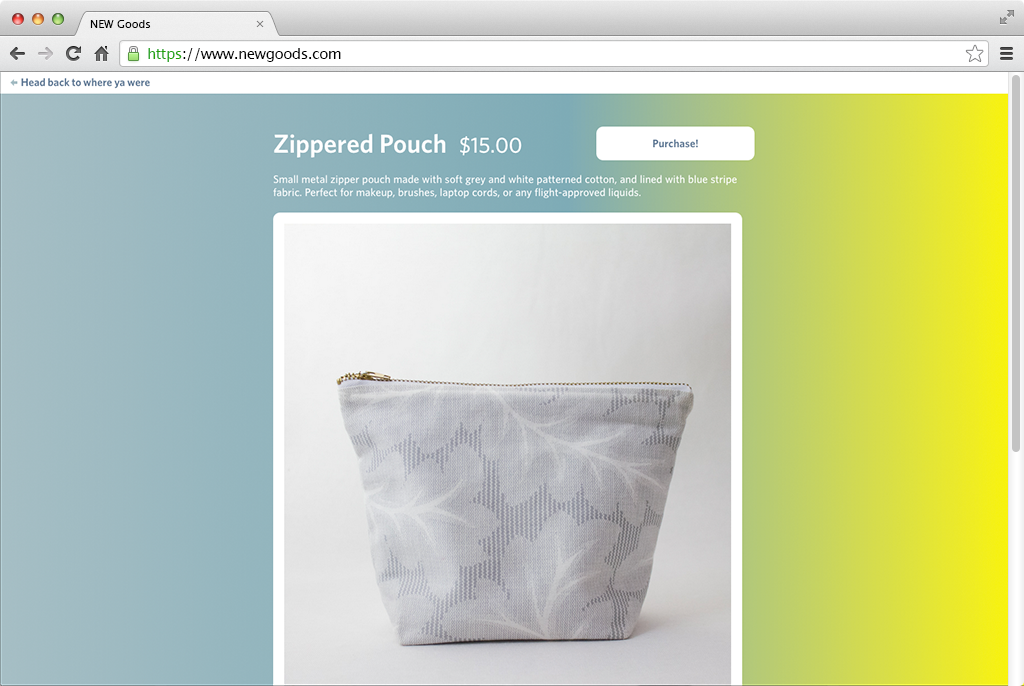 NEW Goods
https://www.newgoods.com
Head back to where ya were
Zippered Pouch $15.00
Purchase!
Small metal zipper pouch made with soft grey and white patterned cotton, and lined with blue stripe
fabric. Perfect for makeup, brushes, laptop cords, or any flight-approved liquids.